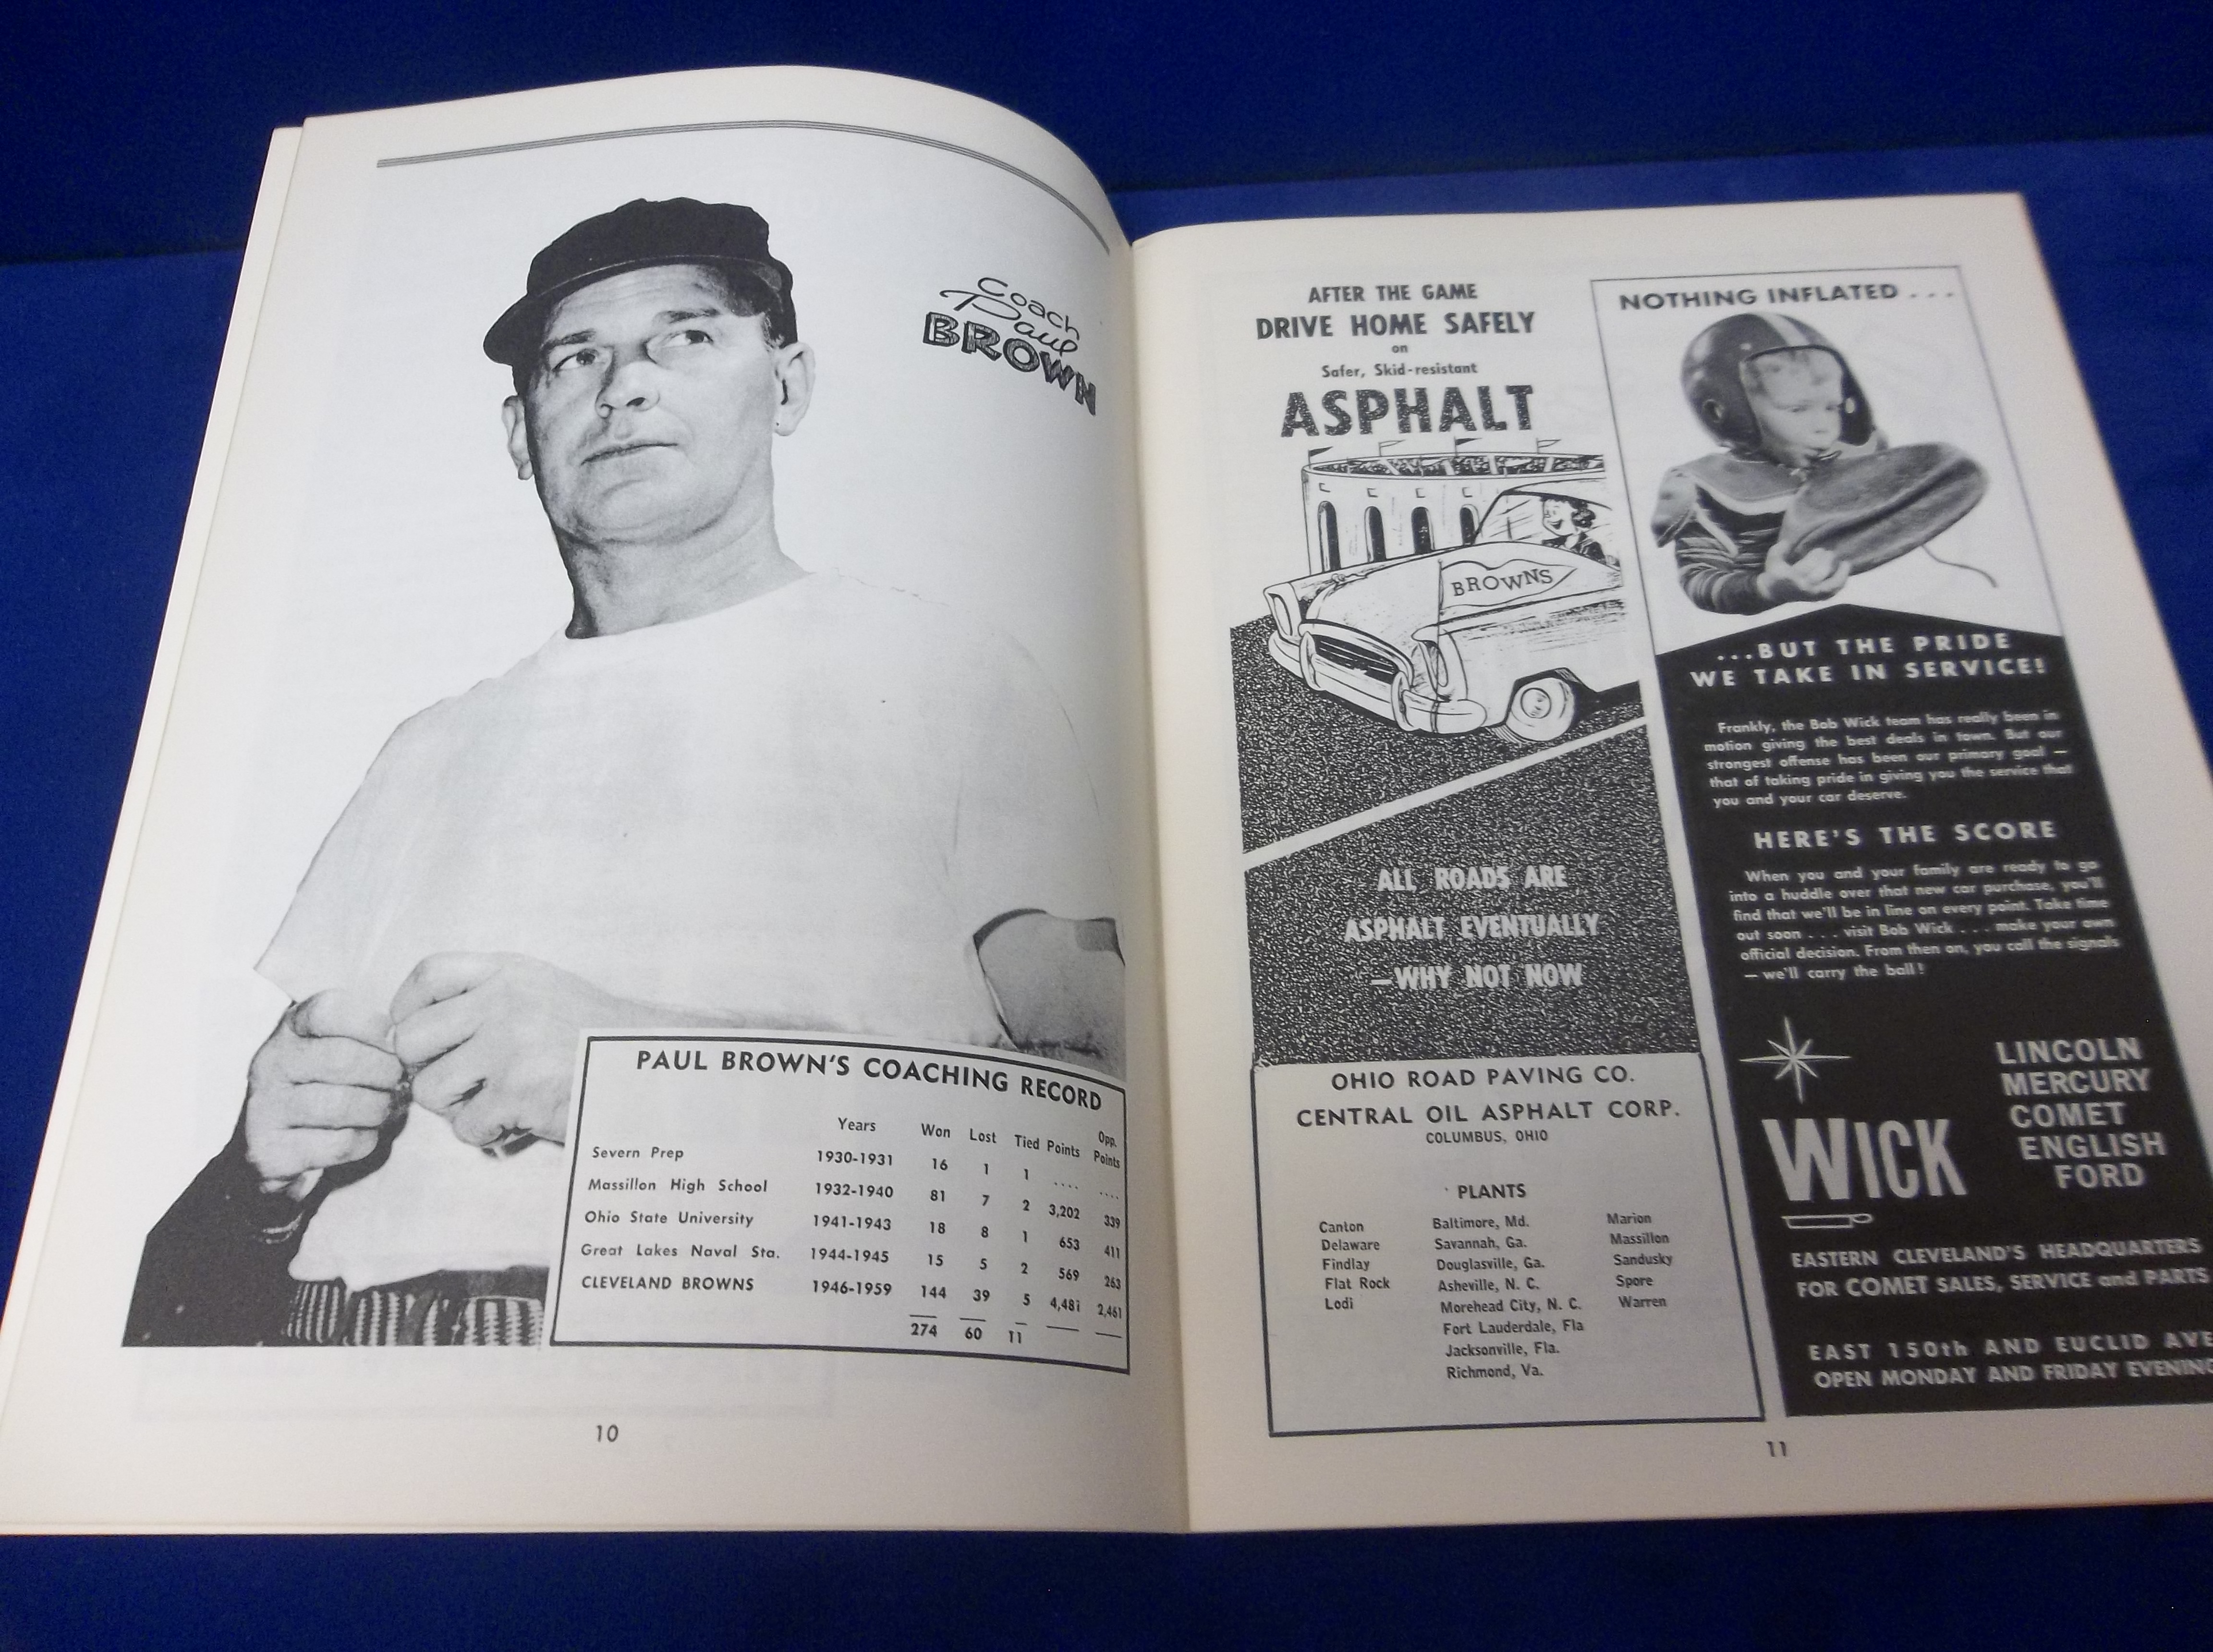 Coach
Paul
BROWN
PAUL BROWN'S COACHING RECORD
Years Won Lost Tied Points Opp. Points
Severn Prep 1930-1931 16 1 1 .... ....
Massillon High School 1932-1940 81 7 2 3,202 339
Ohio State University 1941-1943 18 8 1 653 411
Great Lakes Naval Sta. 1944-1945 15 5 2 569 263
CLEVELAND BROWNS 1946-1959 144 39 5 4,481 2,461
274 60 11
10
AFTER THE GAME
DRIVE HOME SAFELY
on
Safer, Skid-resistant
ASPHALT
BROWNS
ALL ROADS ARE
ASPHALT EVENTUALLY
—WHY NOT NOW
OHIO ROAD PAVING CO.
CENTRAL OIL ASPHALT CORP.
COLUMBUS, OHIO
PLANTS
Canton Baltimore, Md. Marion
Delaware Savannah, Ga. Massillon
Findlay Douglasville, Ga. Sandusky
Flat Rock Asheville, N. C. Spore
Lodi Morehead City, N. C. Warren
Fort Lauderdale, Fla
Jacksonville, Fla.
Richmond, Va.
NOTHING INFLATED . . .
...BUT THE PRIDE
WE TAKE IN SERVICE!
Frankly, the Bob Wick team has really been in
motion giving the best deals in town. But our
strongest offense has been our primary goal —
that of taking pride in giving you the service that
you and your car deserve.
HERE'S THE SCORE
When you and your family are ready to go
into a huddle over that new car purchase, you'll
find that we'll be in line on every point. Take time
out soon . . . visit Bob Wick . . . make your own
official decision. From then on, you call the signals
— we'll carry the ball!
WICK
LINCOLN
MERCURY
COMET
ENGLISH
FORD
EASTERN CLEVELAND'S HEADQUARTERS
FOR COMET SALES, SERVICE and PARTS
EAST 150th AND EUCLID AVE
OPEN MONDAY AND FRIDAY EVENING
11